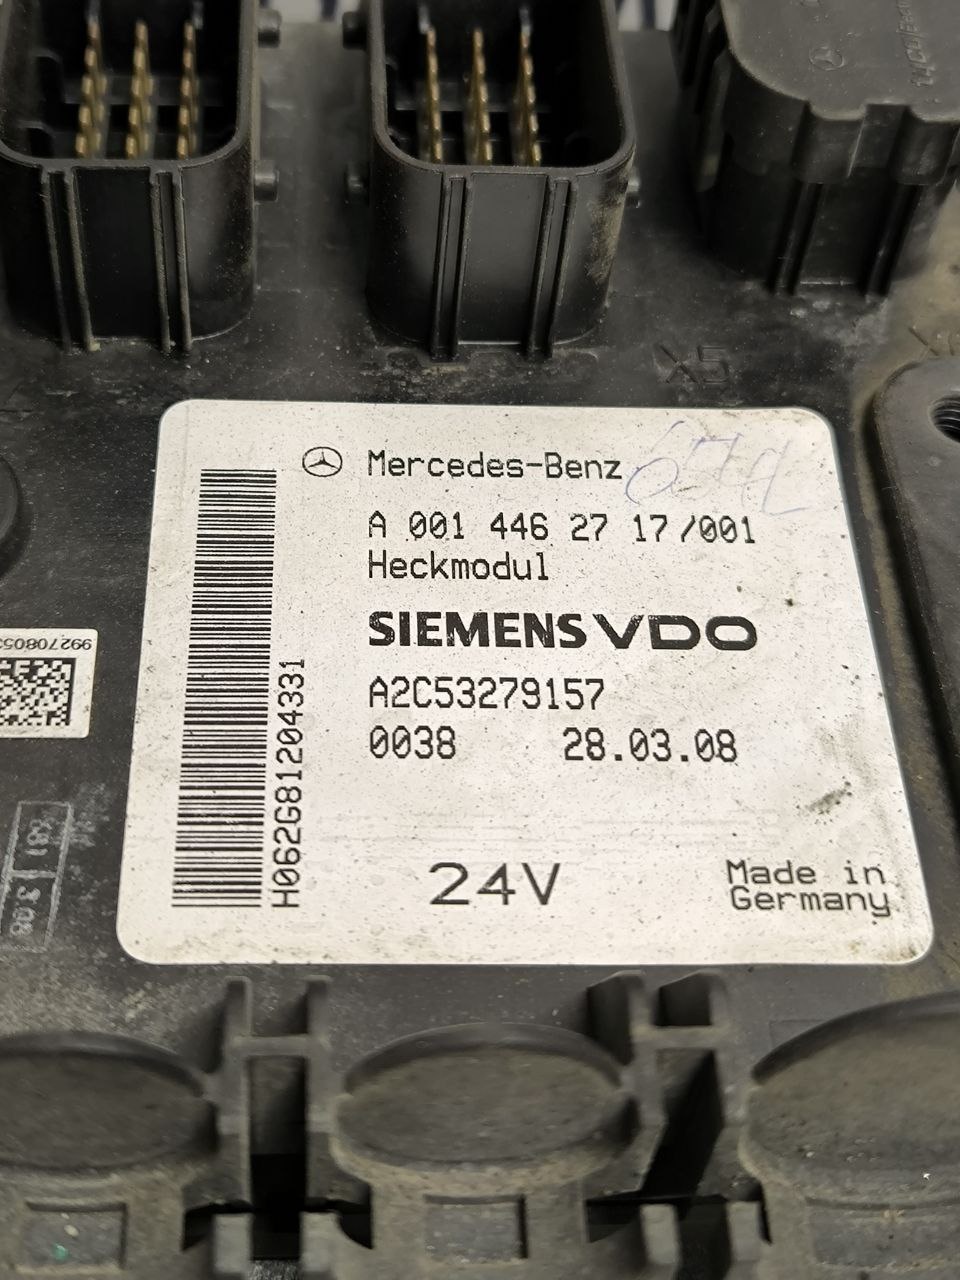 X5
Mercedes-Benz
A 001 446 27 17/001
Heckmodul
SIEMENS VDO
A2C53279157
0038 28.03.08
H062G81204331
24V
Made in
Germany